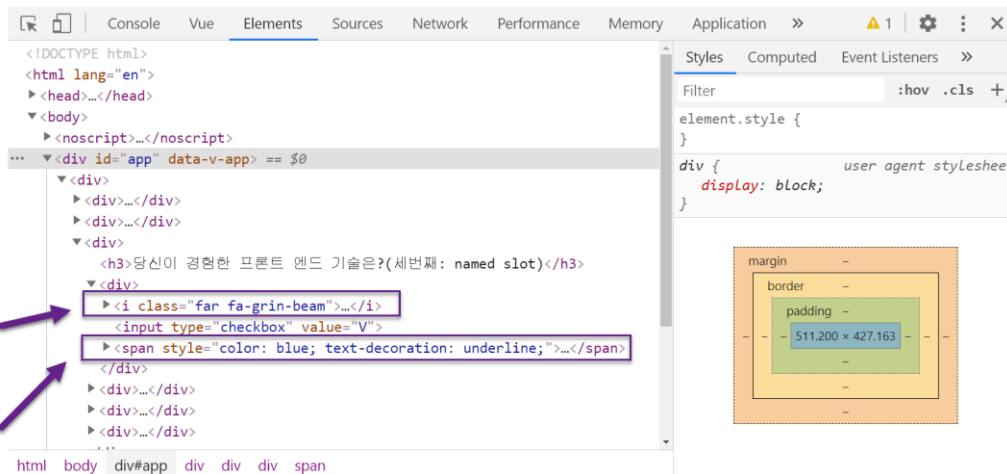 Console Vue Elements Sources Network Performance Memory Application » 1
<!DOCTYPE html>
<html lang="en">
<head>…</head>
<body>
<noscript>…</noscript>
… <div id="app" data-v-app> == $0
<div>
<div>…</div>
<div>…</div>
<div>
<h3>당신이 경험한 프론트 엔드 기술은?(세번째: named slot)</h3>
<div>
<i class="far fa-grin-beam">…</i>
<input type="checkbox" value="V">
<span style="color: blue; text-decoration: underline;">…</span>
</div>
<div>…</div>
<div>…</div>
<div>…</div>
html body div#app div div div span
Styles Computed Event Listeners »
Filter :hov .cls +
element.style {
}
div { user agent styleshee
display: block;
}
margin –
border –
padding –
– – – 511.200 × 427.163 – – –
–
–
–